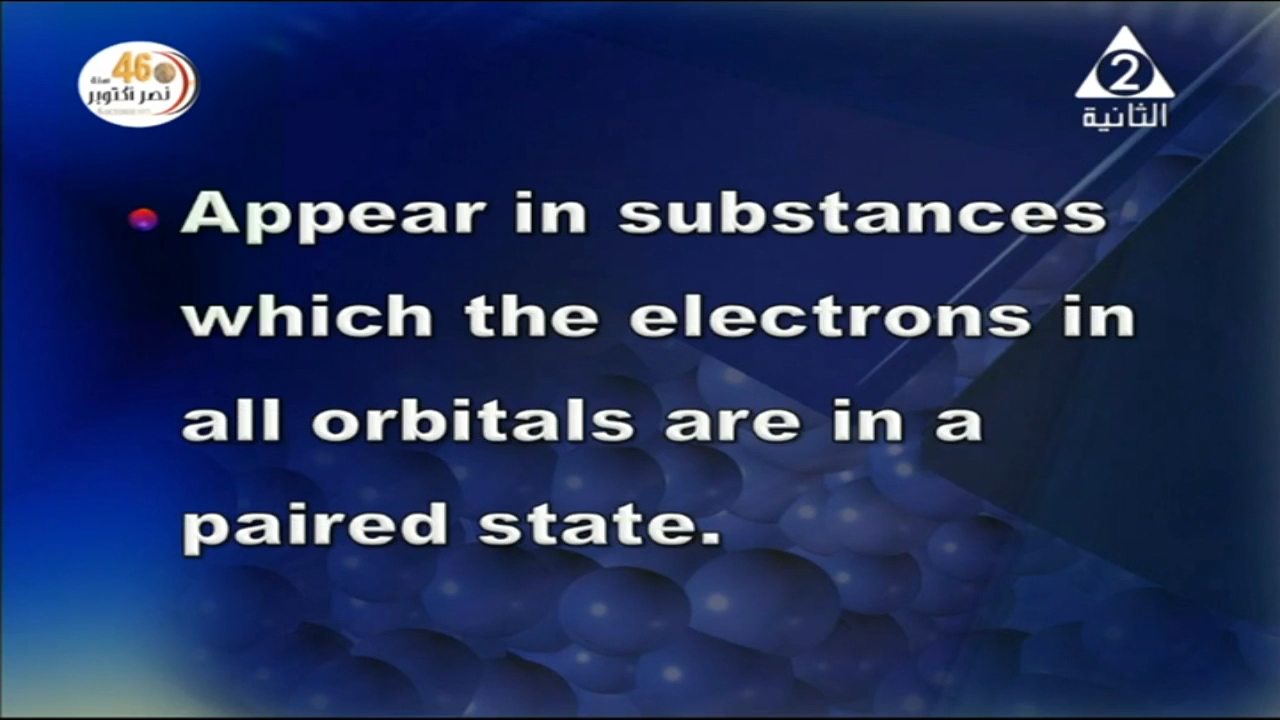 46
سنة
نصر أكتوبر
2
الثانية
Appear in substances
which the electrons in
all orbitals are in a
paired state.